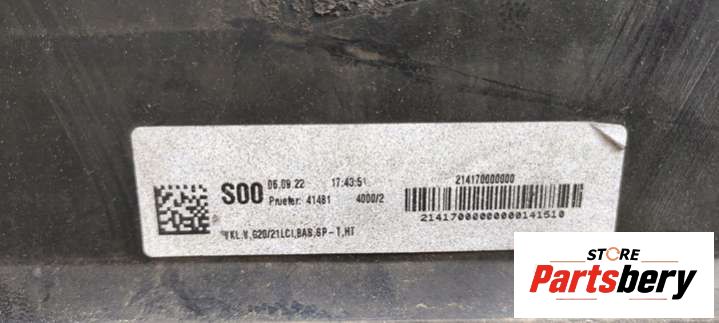 S00 06.09.22 17:43:51
Pruefer: 41481 4000/2
214170000000
21417000000000141510
VKL.V,G20/21LCI,BAS,SP-T,HT
STORE
Partsbery